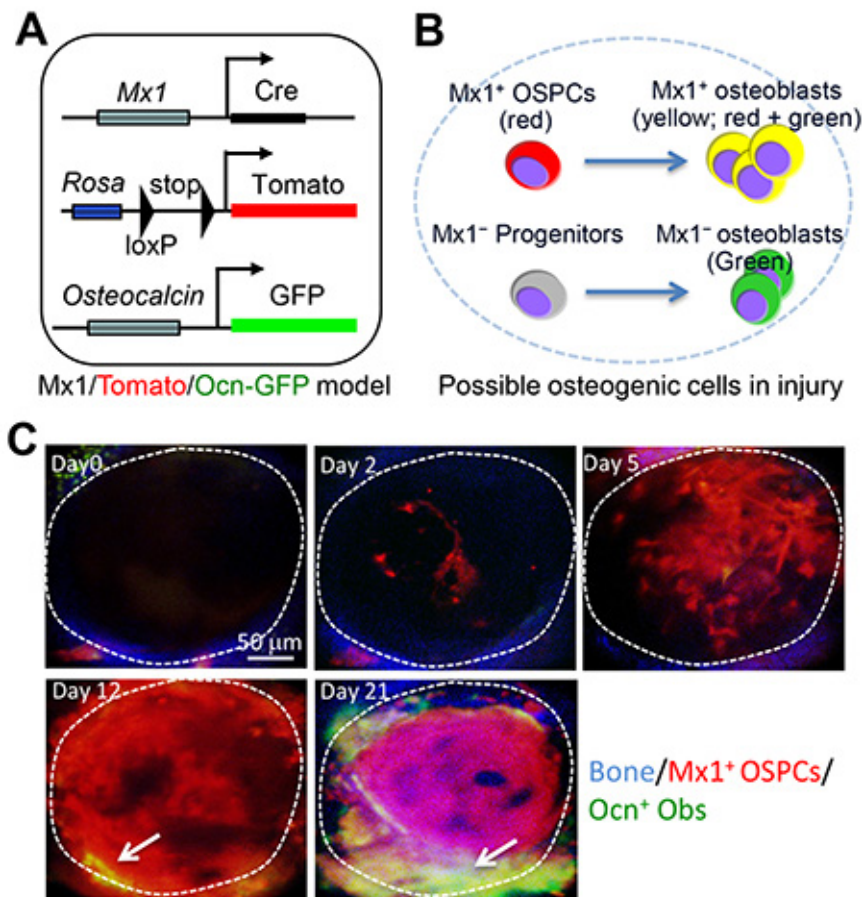 A
Mx1
Cre
Rosa
stop
Tomato
loxP
Osteocalcin
GFP
Mx1/Tomato/Ocn-GFP model
B
Mx1⁺ OSPCs
(red)
Mx1⁺ osteoblasts
(yellow; red + green)
Mx1⁻ Progenitors
Mx1⁻ osteoblasts
(Green)
Possible osteogenic cells in injury
C
Day0
50 μm
Day 2
Day 5
Day 12
Day 21
Bone/Mx1⁺ OSPCs/
Ocn⁺ Obs